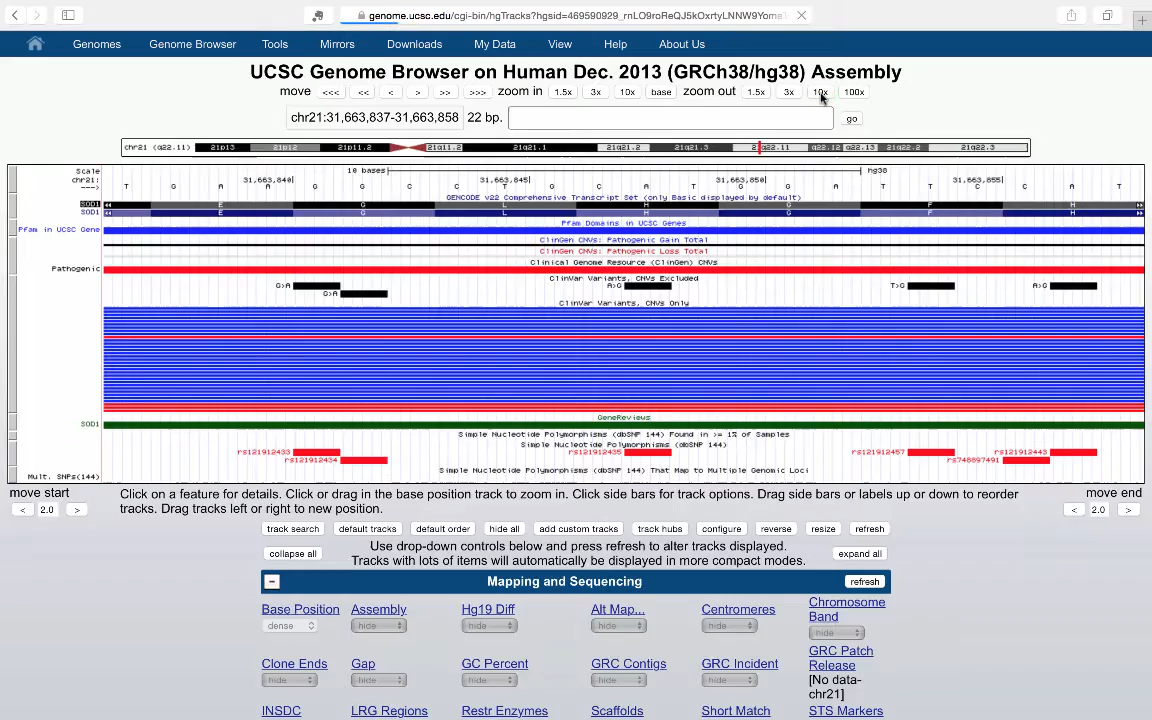 genome.ucsc.edu/cgi-bin/hgTracks?hgsid=469590929_rnLO9roReQJ5kOxrtyLNNW9Yome
Genomes Genome Browser Tools Mirrors Downloads My Data View Help About Us
UCSC Genome Browser on Human Dec. 2013 (GRCh38/hg38) Assembly
move <<< << < > >> >>> zoom in 1.5x 3x 10x base zoom out 1.5x 3x 10x 100x
chr21:31,663,837-31,663,858 22 bp. go
chr21 (q22.11) 21p13 21p12 21p11.2 21q11.2 21q21.1 21q21.2 21q21.3 21q22.11 q22.12 q22.13 21q22.2 21q22.3
Scale 10 bases hg38
chr21: 31,663,840 31,663,845 31,663,850 31,663,855
---> T G A A G G C C T G C A T G G A T T C C A T
GENCODE v22 Comprehensive Transcript Set (only Basic displayed by default)
SOD1 E G L H G F H
SOD1 E G L H G F H
Pfam Domains in UCSC Genes
Pfam in UCSC Gene
ClinGen CNVs: Pathogenic Gain Total
ClinGen CNVs: Pathogenic Loss Total
Clinical Genome Resource (ClinGen) CNVs
Pathogenic
ClinVar Variants, CNVs Excluded
G>A A>G T>G A>G
G>A
ClinVar Variants, CNVs Only
GeneReviews
SOD1
Simple Nucleotide Polymorphisms (dbSNP 144) Found in >= 1% of Samples
Simple Nucleotide Polymorphisms (dbSNP 144)
rs121912433 rs121912435 rs121912457 rs121912443
rs121912434 rs748897491
Simple Nucleotide Polymorphisms (dbSNP 144) That Map to Multiple Genomic Loci
Mult. SNPs(144)
move start Click on a feature for details. Click or drag in the base position track to zoom in. Click side bars for track options. Drag side bars or labels up or down to reorder move end
< 2.0 > tracks. Drag tracks left or right to new position. < 2.0 >
track search default tracks default order hide all add custom tracks track hubs configure reverse resize refresh
collapse all Use drop-down controls below and press refresh to alter tracks displayed. expand all
Tracks with lots of items will automatically be displayed in more compact modes.
- Mapping and Sequencing refresh
Base Position Assembly Hg19 Diff Alt Map... Centromeres Chromosome Band
dense hide hide hide hide hide
Clone Ends Gap GC Percent GRC Contigs GRC Incident GRC Patch Release
hide hide hide hide hide [No data-chr21]
INSDC LRG Regions Restr Enzymes Scaffolds Short Match STS Markers